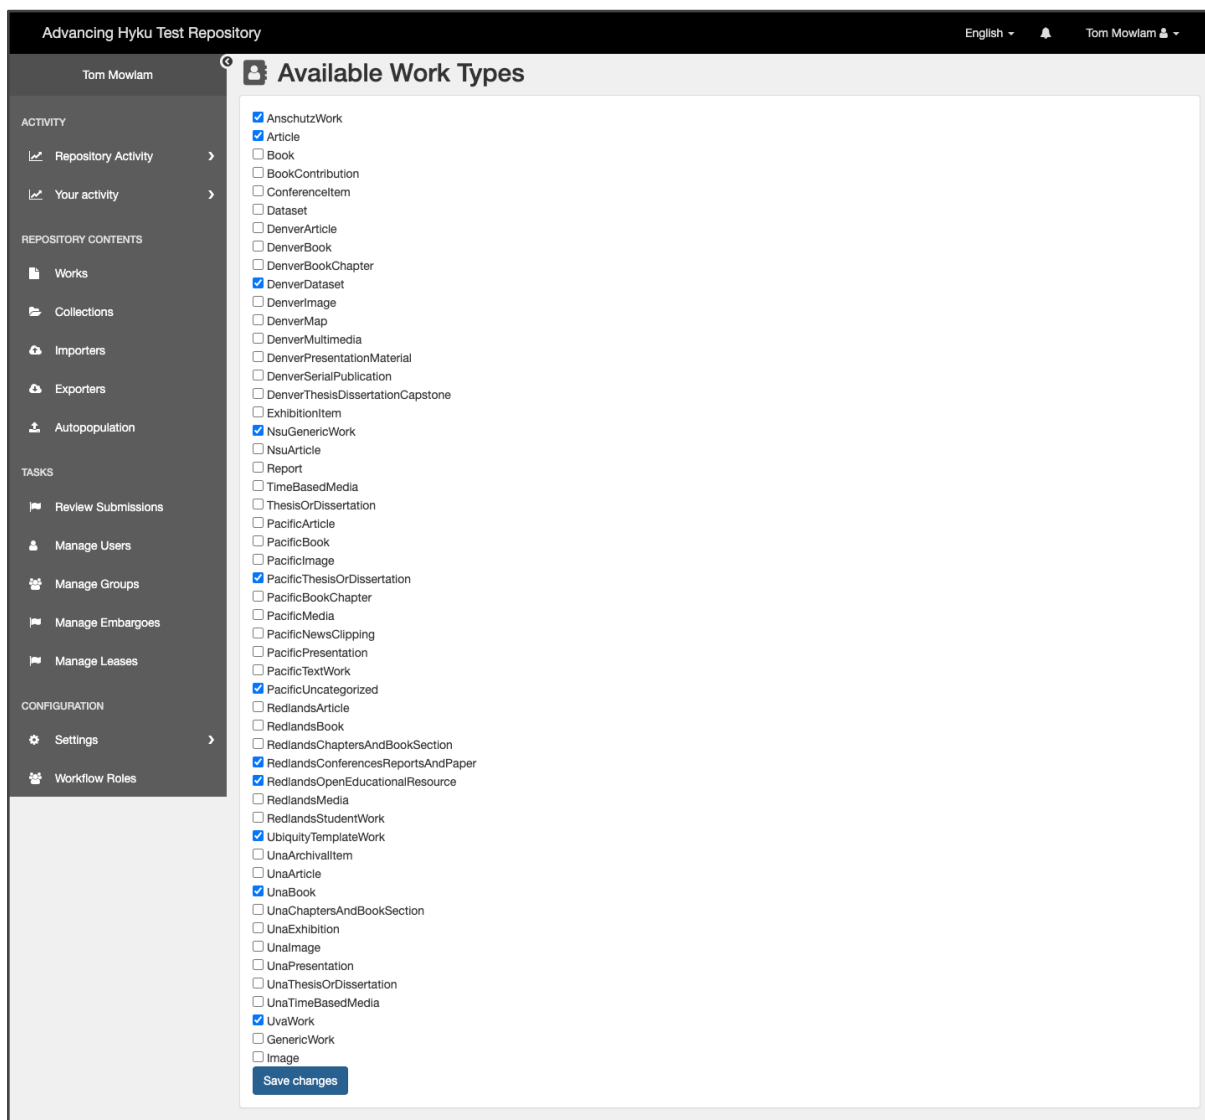 Advancing Hyku Test Repository
English
Tom Mowlam
Tom Mowlam
ACTIVITY
Repository Activity
Your activity
REPOSITORY CONTENTS
Works
Collections
Importers
Exporters
Autopopulation
TASKS
Review Submissions
Manage Users
Manage Groups
Manage Embargoes
Manage Leases
CONFIGURATION
Settings
Workflow Roles
Available Work Types
AnschutzWork
Article
Book
BookContribution
ConferenceItem
Dataset
DenverArticle
DenverBook
DenverBookChapter
DenverDataset
DenverImage
DenverMap
DenverMultimedia
DenverPresentationMaterial
DenverSerialPublication
DenverThesisDissertationCapstone
ExhibitionItem
NsuGenericWork
NsuArticle
Report
TimeBasedMedia
ThesisOrDissertation
PacificArticle
PacificBook
PacificImage
PacificThesisOrDissertation
PacificBookChapter
PacificMedia
PacificNewsClipping
PacificPresentation
PacificTextWork
PacificUncategorized
RedlandsArticle
RedlandsBook
RedlandsChaptersAndBookSection
RedlandsConferencesReportsAndPaper
RedlandsOpenEducationalResource
RedlandsMedia
RedlandsStudentWork
UbiquityTemplateWork
UnaArchivalItem
UnaArticle
UnaBook
UnaChaptersAndBookSection
UnaExhibition
UnaImage
UnaPresentation
UnaThesisOrDissertation
UnaTimeBasedMedia
UvaWork
GenericWork
Image
Save changes